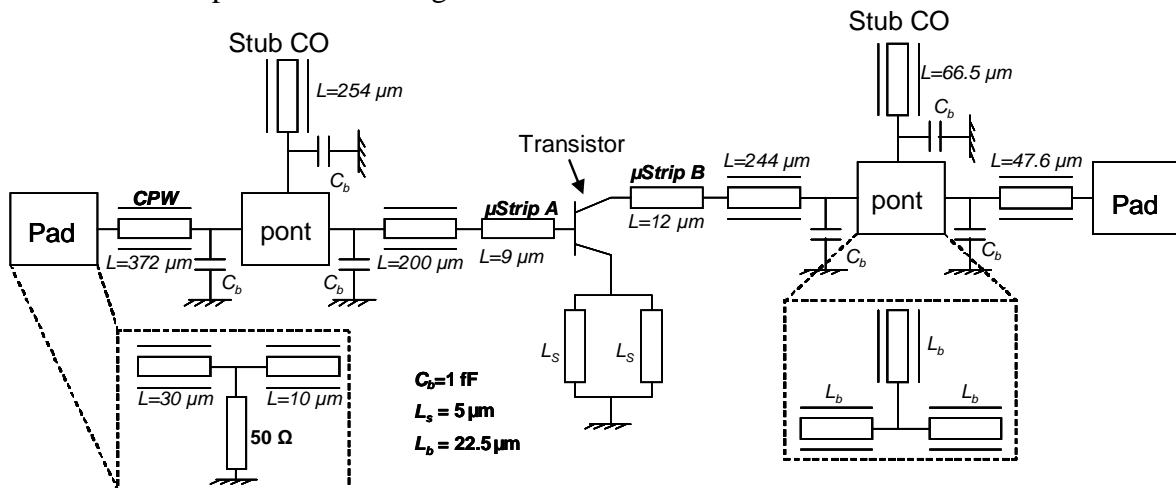 Stub CO
L=254 µm
C_b
Stub CO
L=66.5 µm
C_b
Transistor
Pad
CPW
L=372 µm
C_b
pont
C_b
L=200 µm
µStrip A
L=9 µm
µStrip B
L=12 µm
L=244 µm
C_b
pont
C_b
L=47.6 µm
Pad
L_S
L_S
L=30 µm
L=10 µm
50 Ω
C_b=1 fF
L_s = 5 µm
L_b = 22.5 µm
L_b
L_b
L_b